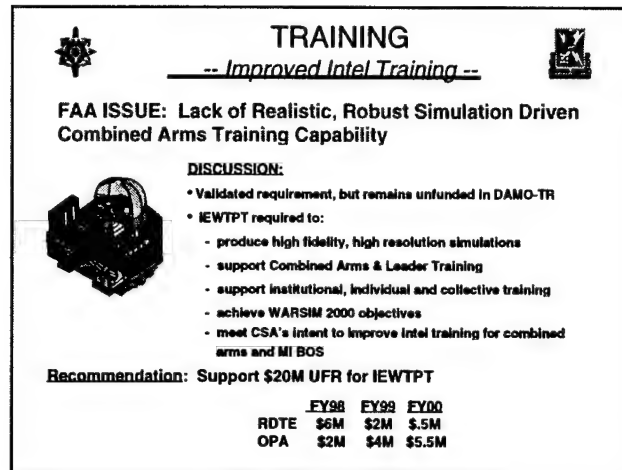 TRAINING
-- Improved Intel Training --
FAA ISSUE: Lack of Realistic, Robust Simulation Driven
Combined Arms Training Capability
DISCUSSION:
• Validated requirement, but remains unfunded in DAMO-TR
• IEWTPT required to:
- produce high fidelity, high resolution simulations
- support Combined Arms & Leader Training
- support institutional, individual and collective training
- achieve WARSIM 2000 objectives
- meet CSA's intent to improve intel training for combined
arms and MI BOS
Recommendation: Support $20M UFR for IEWTPT
FY98 FY99 FY00
RDTE $6M $2M $.5M
OPA $2M $4M $5.5M